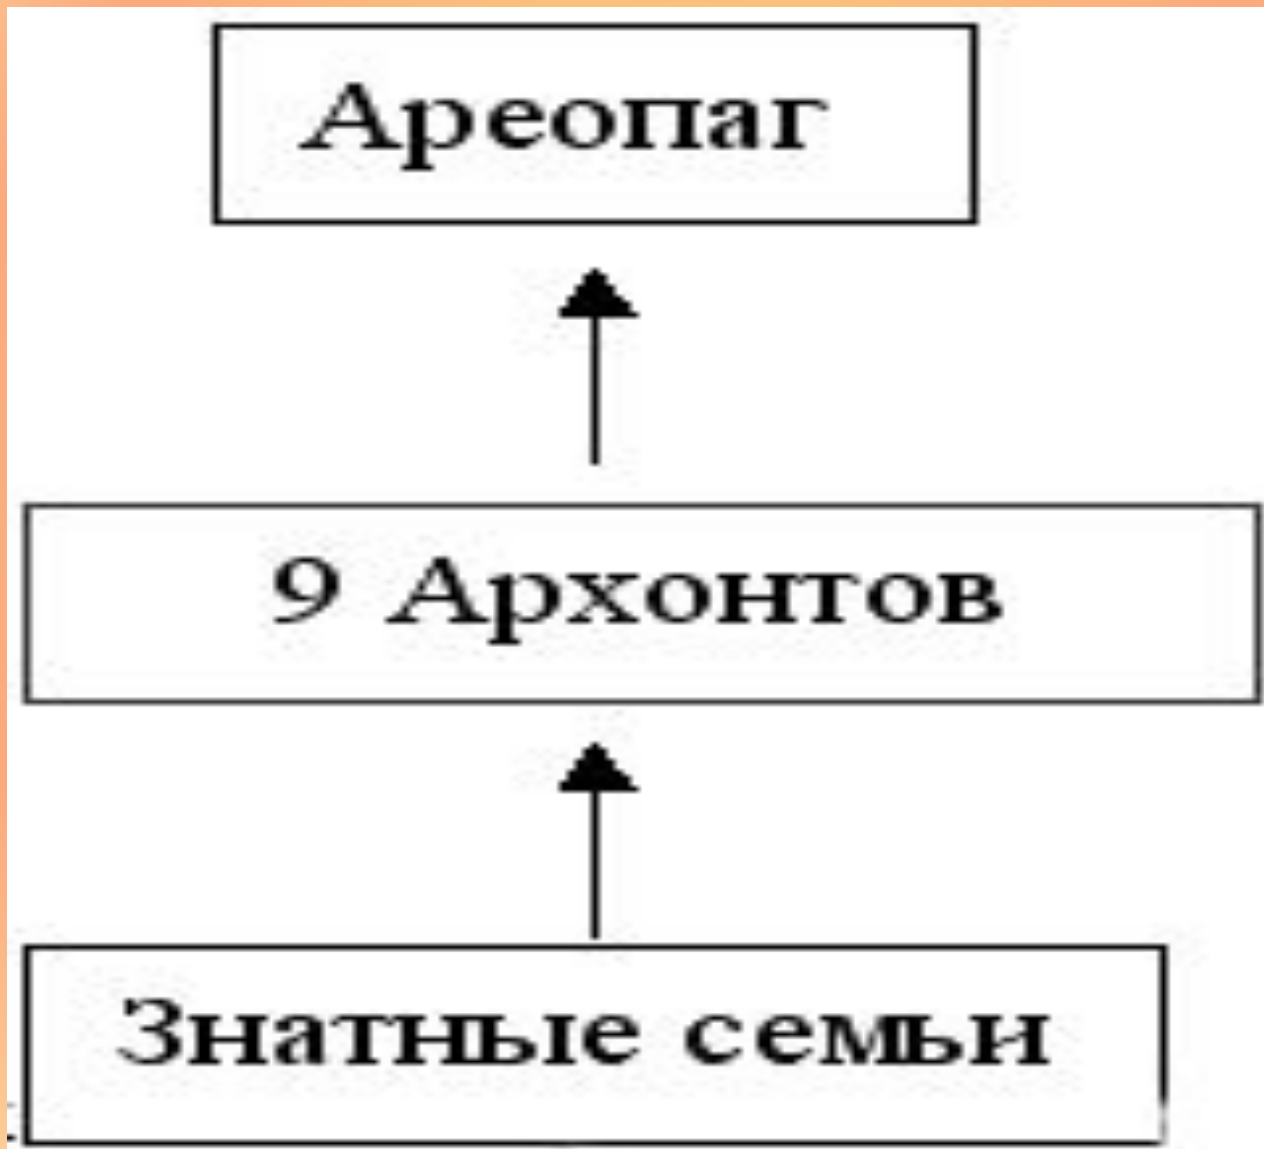 Ареопаг
9 Архонтов
Знатные семьи